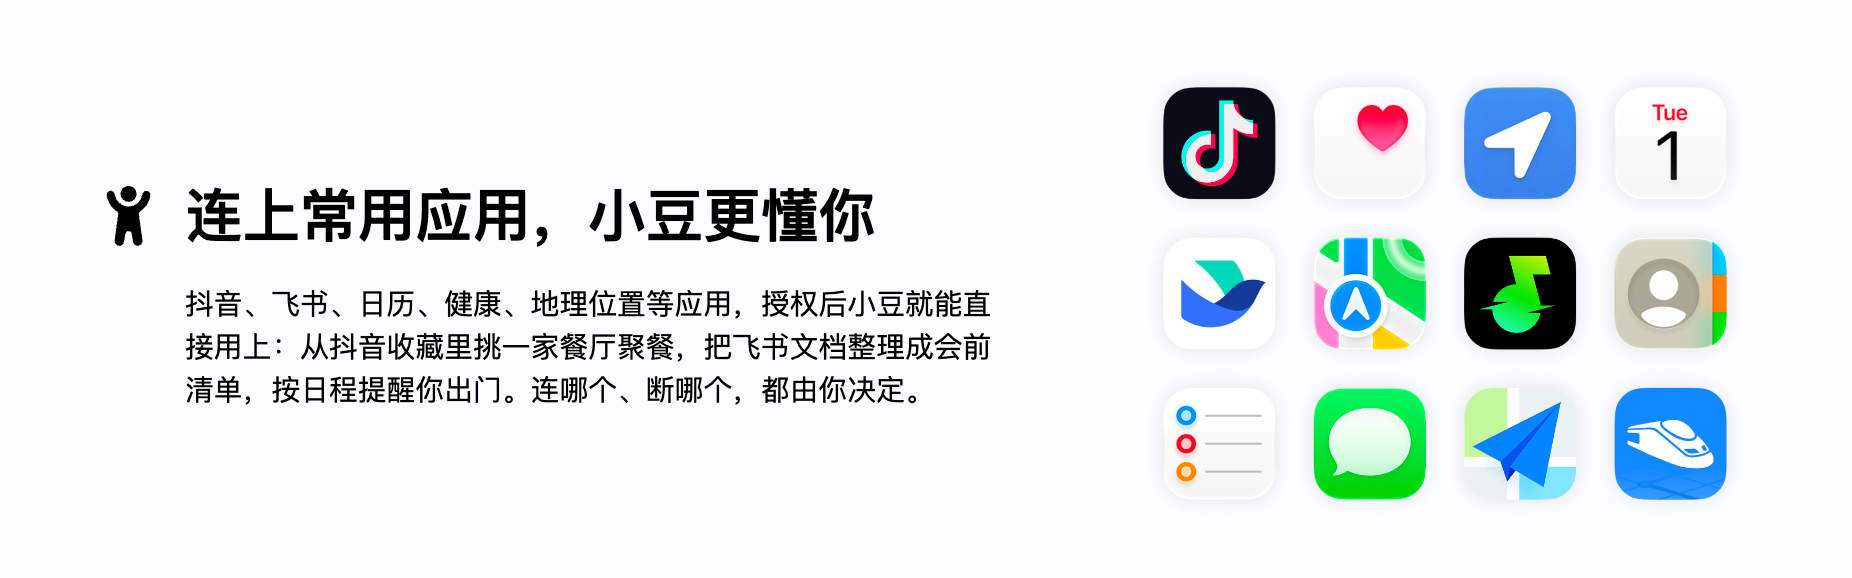 连上常用应用，小豆更懂你
抖音、飞书、日历、健康、地理位置等应用，授权后小豆就能直
接用上：从抖音收藏里挑一家餐厅聚餐，把飞书文档整理成会前
清单，按日程提醒你出门。连哪个、断哪个，都由你决定。
Tue
1